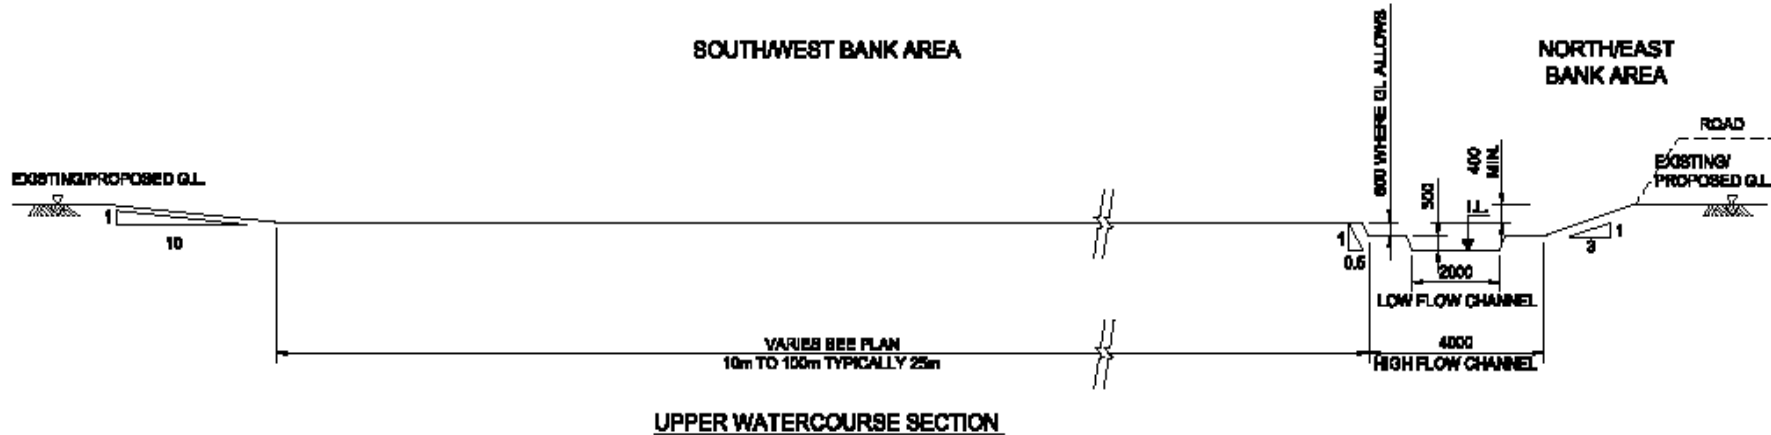 SOUTH/WEST BANK AREA
NORTH/EAST
BANK AREA
600 WHERE GL ALLOWS
400
MIN.
ROAD
EXISTING/PROPOSED G.L.
EXISTING/
PROPOSED G.L.
500
I.L.
1
10
1
0.5
1
3
2000
LOW FLOW CHANNEL
VARIES SEE PLAN
10m TO 100m TYPICALLY 25m
4000
HIGH FLOW CHANNEL
UPPER WATERCOURSE SECTION